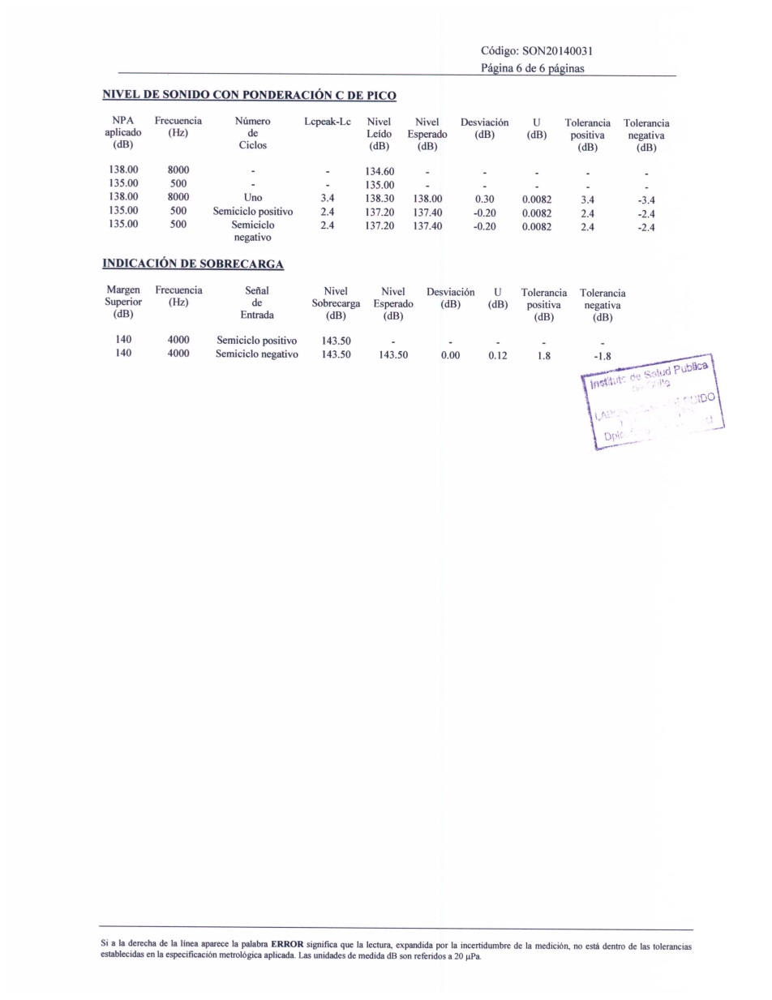 Código: SON20140031
Página 6 de 6 páginas
NIVEL DE SONIDO CON PONDERACIÓN C DE PICO
NPA Frecuencia Número Lcpeak-Lc Nivel Nivel Desviación U Tolerancia Tolerancia
aplicado (Hz) de Leído Esperado (dB) (dB) positiva negativa
(dB) Ciclos (dB) (dB) (dB) (dB)
138.00 8000 - - 134.60 - - - - -
135.00 500 - - 135.00 - - - - -
138.00 8000 Uno 3.4 138.30 138.00 0.30 0.0082 3.4 -3.4
135.00 500 Semiciclo positivo 2.4 137.20 137.40 -0.20 0.0082 2.4 -2.4
135.00 500 Semiciclo 2.4 137.20 137.40 -0.20 0.0082 2.4 -2.4
negativo
INDICACIÓN DE SOBRECARGA
Margen Frecuencia Señal Nivel Nivel Desviación U Tolerancia Tolerancia
Superior (Hz) de Sobrecarga Esperado (dB) (dB) positiva negativa
(dB) Entrada (dB) (dB) (dB) (dB)
140 4000 Semiciclo positivo 143.50 - - - - -
140 4000 Semiciclo negativo 143.50 143.50 0.00 0.12 1.8 -1.8
Instituto de Salud Publica
Si a la derecha de la línea aparece la palabra ERROR significa que la lectura, expandida por la incertidumbre de la medición, no está dentro de las tolerancias
establecidas en la especificación metrológica aplicada. Las unidades de medida dB son referidos a 20 µPa.